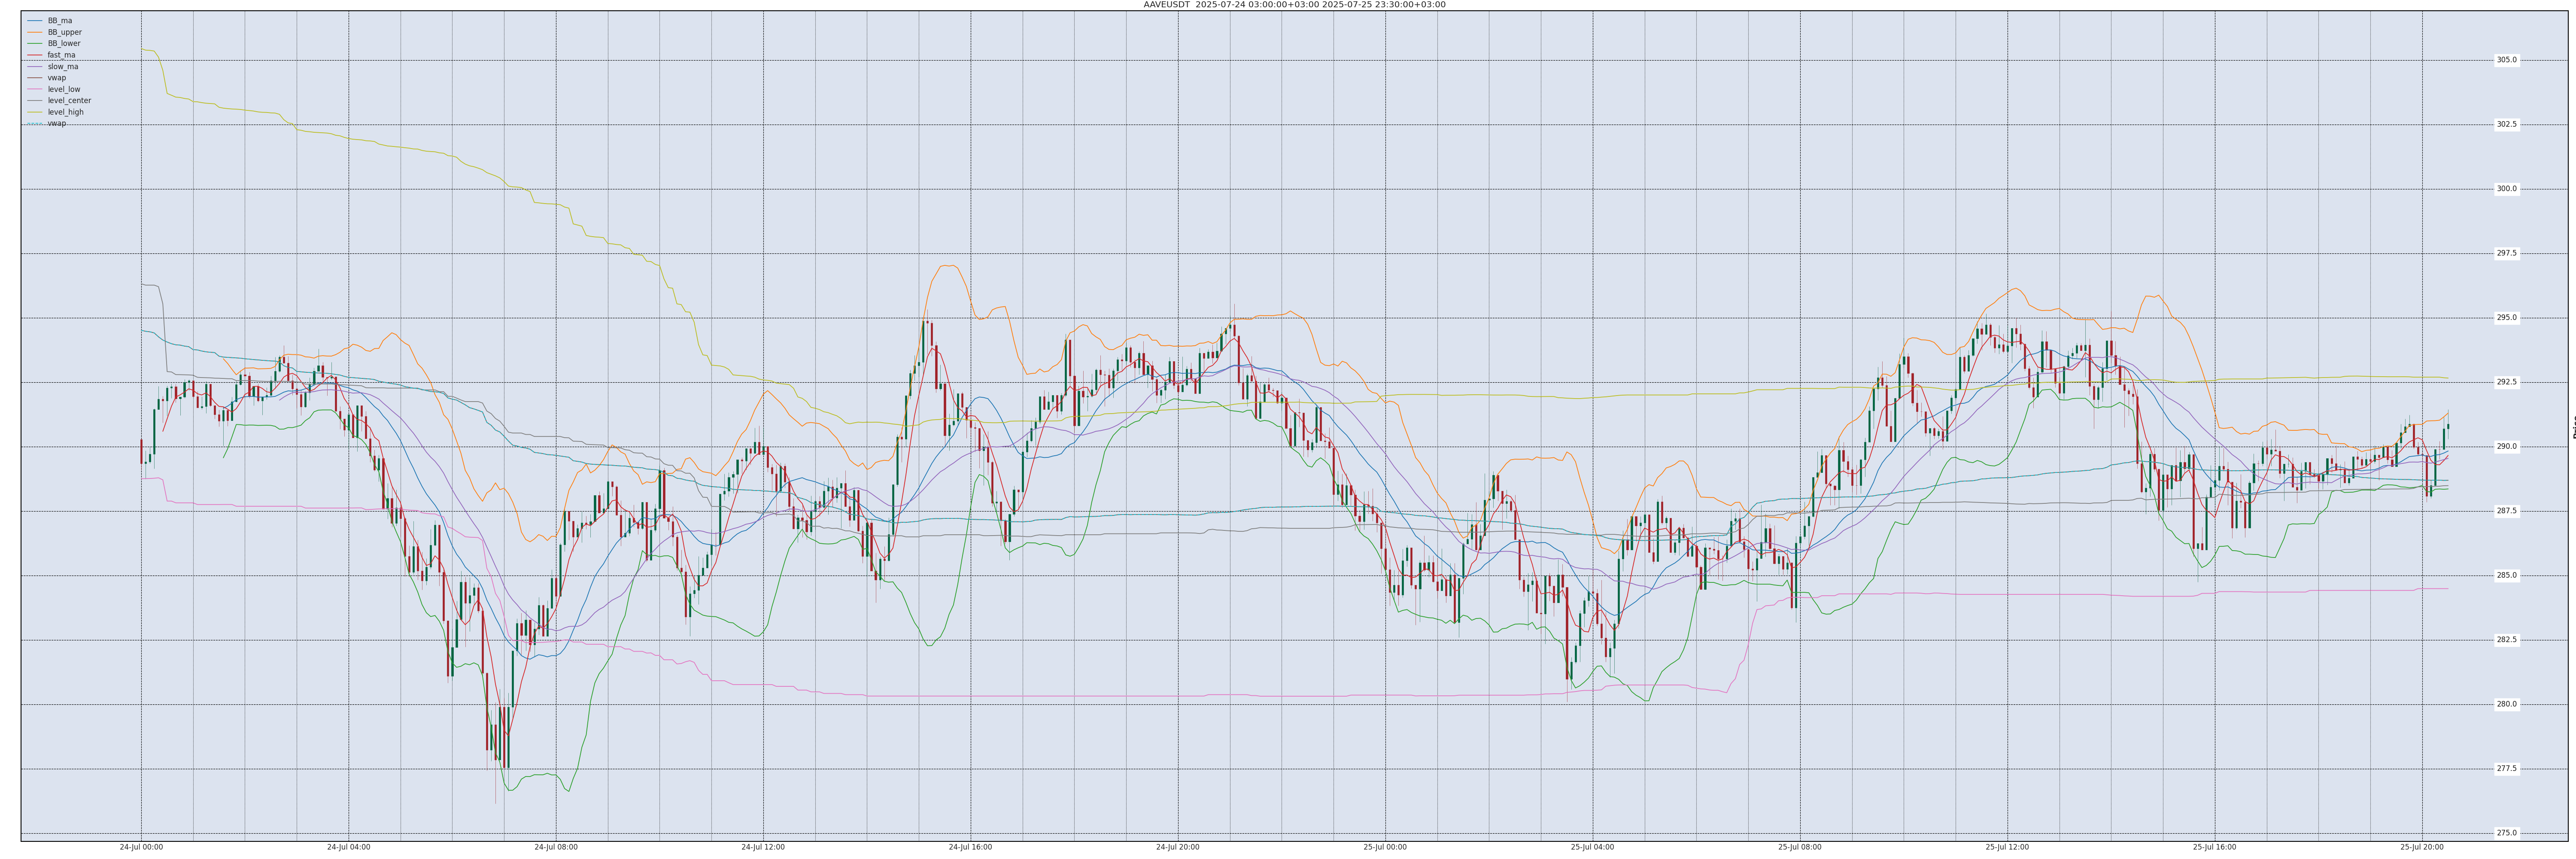 AAVEUSDT 2025-07-24 03:00:00+03:00 2025-07-25 23:30:00+03:00
BB_ma
BB_upper
BB_lower
fast_ma
slow_ma
vwap
level_low
level_center
level_high
vwap
305.0
302.5
300.0
297.5
295.0
292.5
290.0
287.5
285.0
282.5
280.0
277.5
275.0
Price
24-Jul 00:00
24-Jul 04:00
24-Jul 08:00
24-Jul 12:00
24-Jul 16:00
24-Jul 20:00
25-Jul 00:00
25-Jul 04:00
25-Jul 08:00
25-Jul 12:00
25-Jul 16:00
25-Jul 20:00